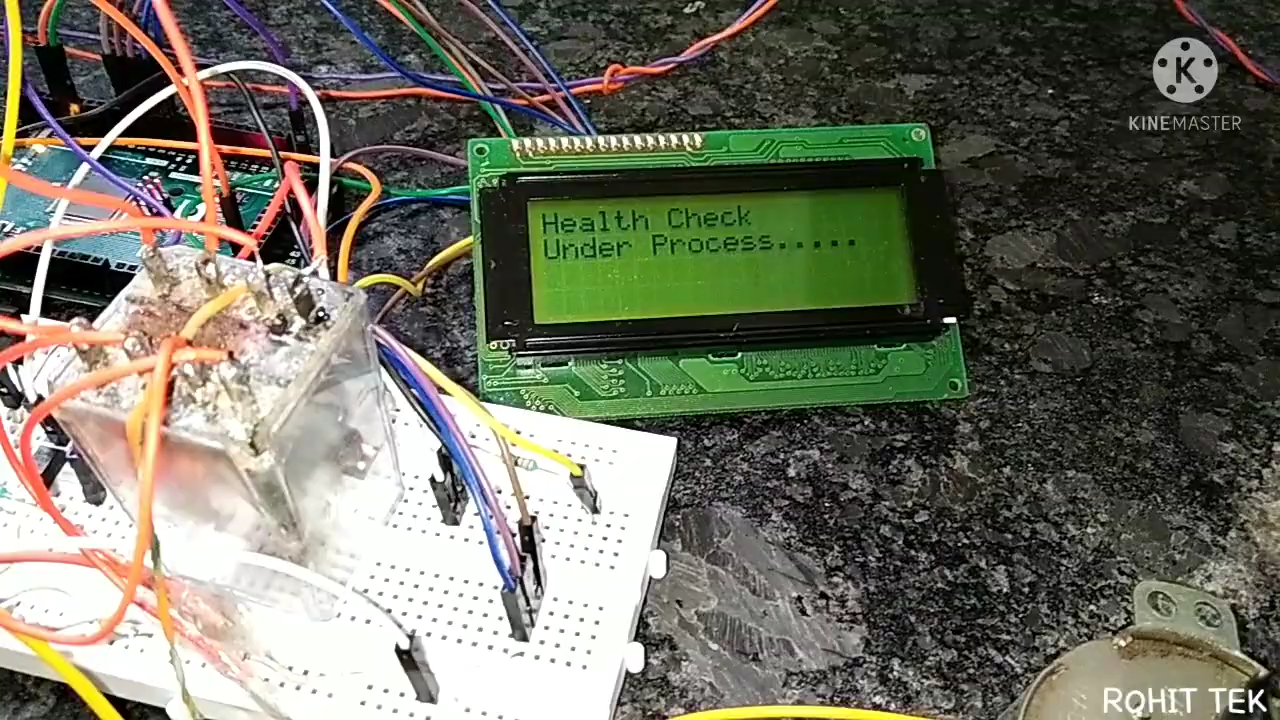 K
KINEMASTER
Health Check
Under Process.....
ROHIT TEK